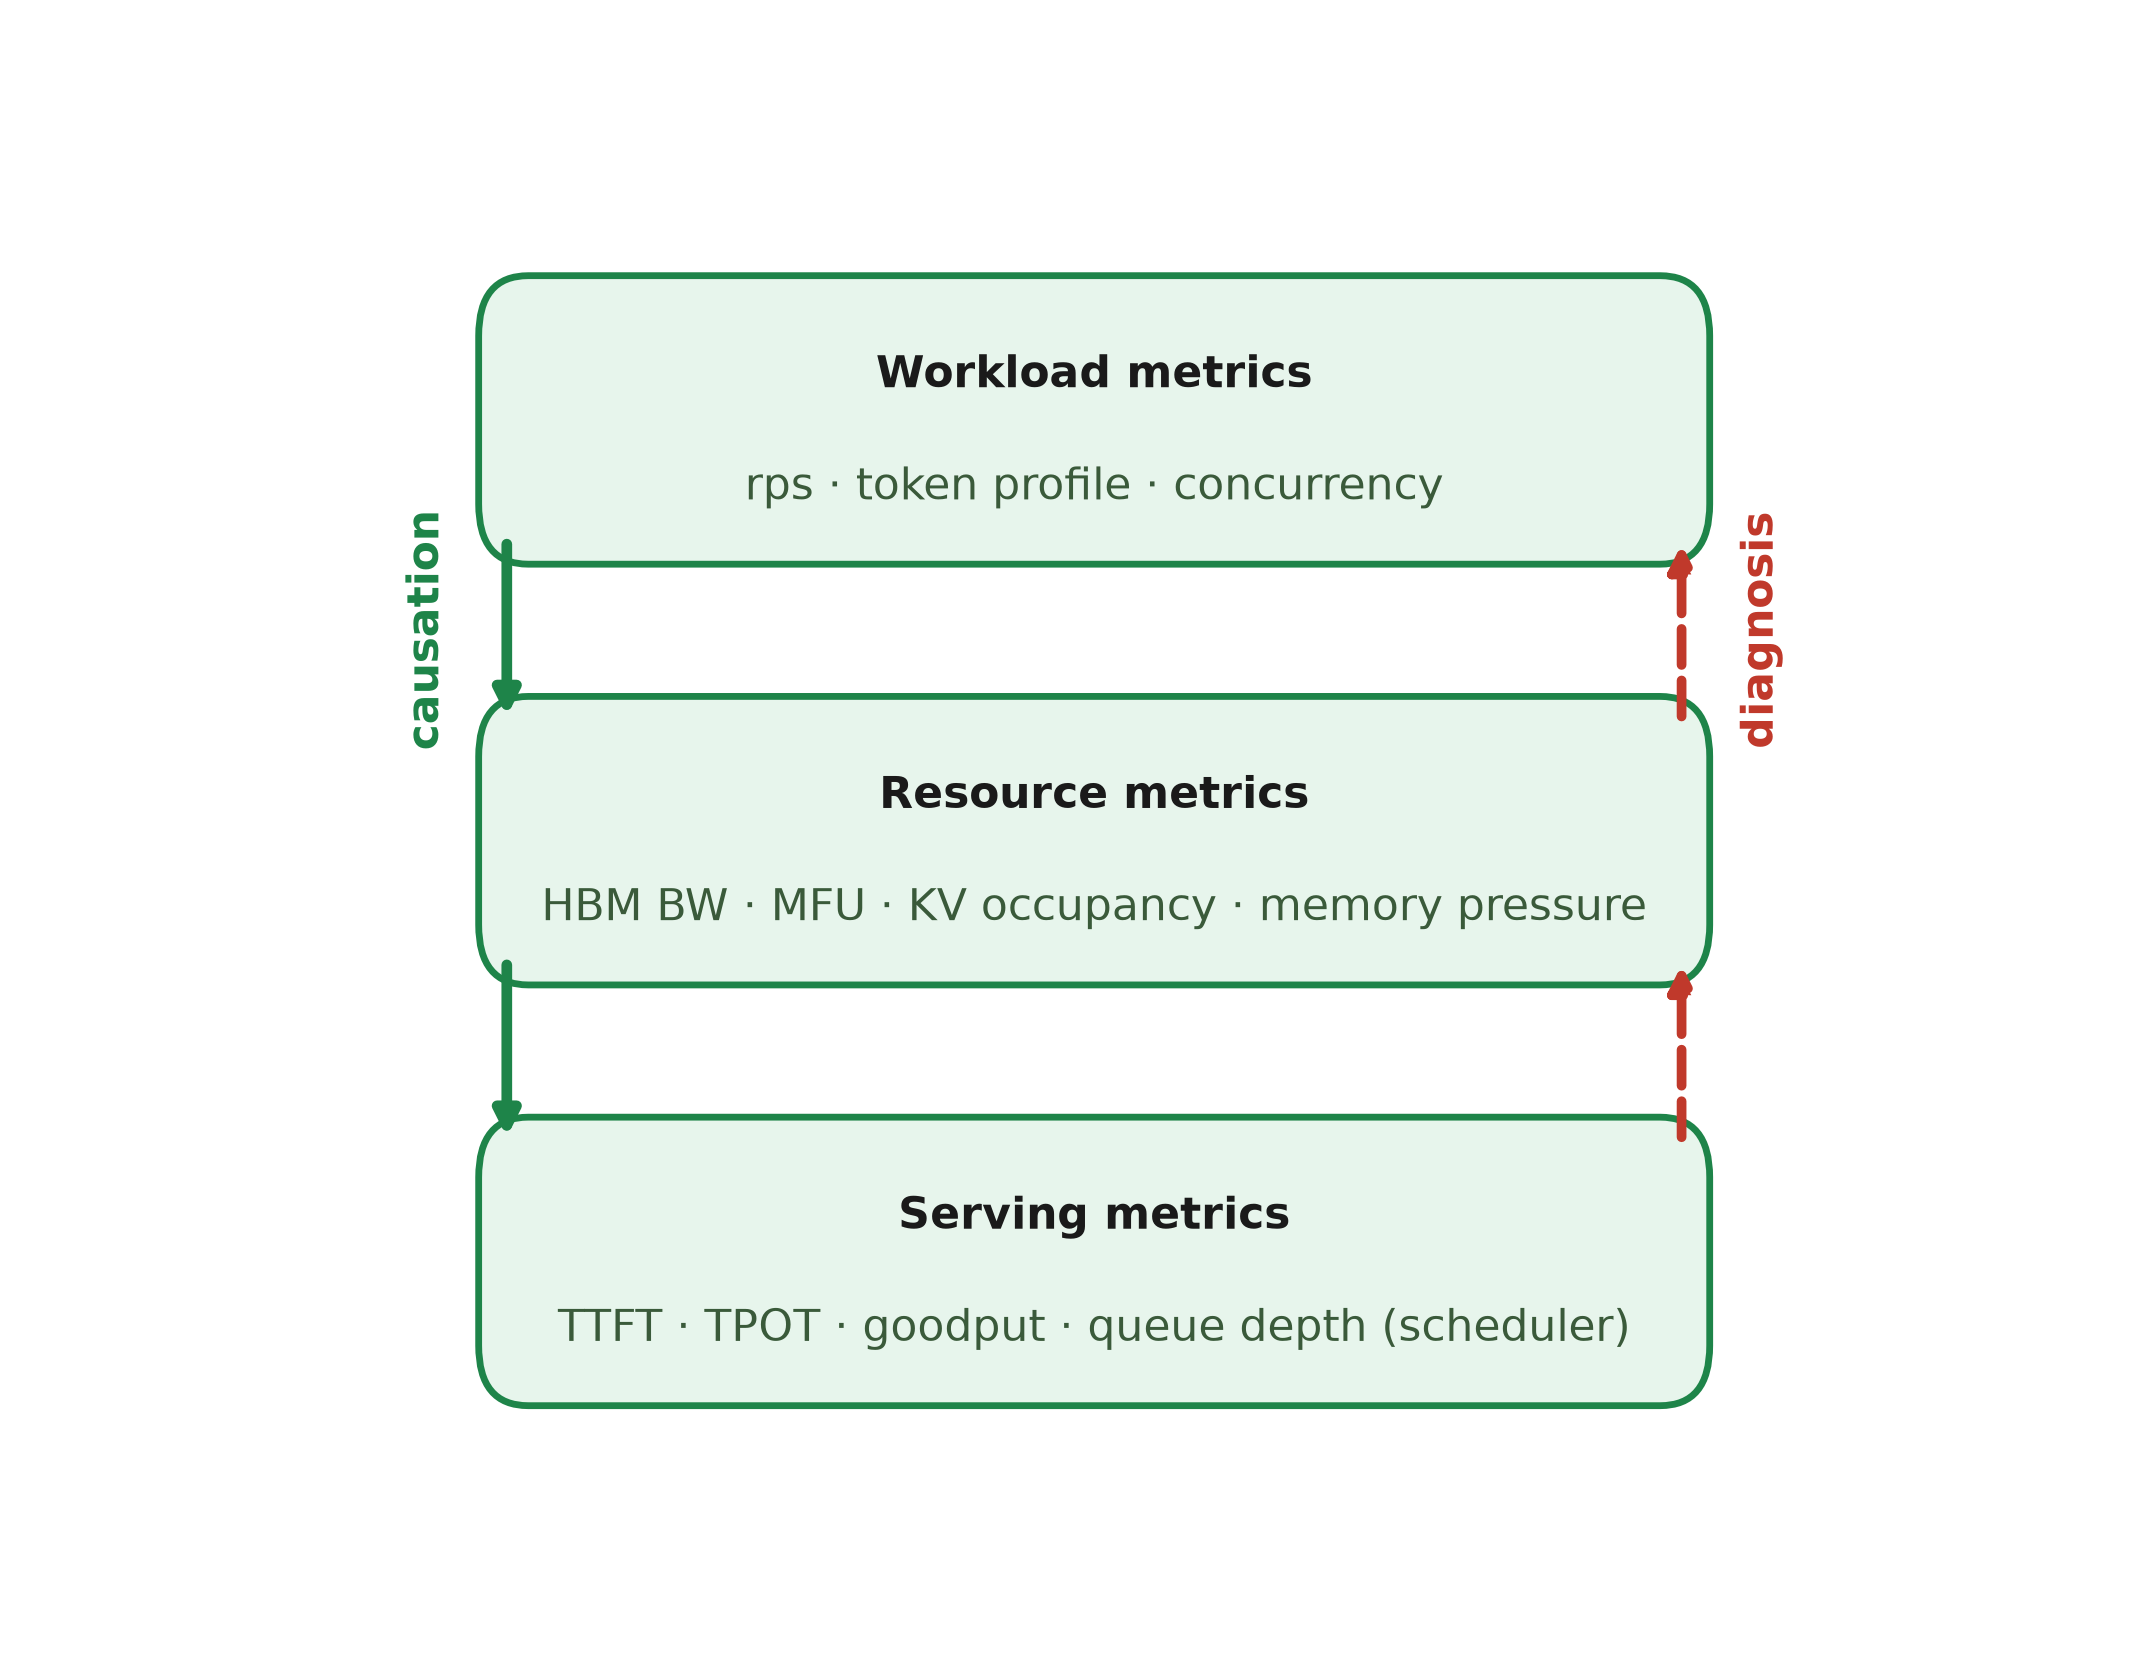 Workload metrics
rps · token profile · concurrency
causation
diagnosis
Resource metrics
HBM BW · MFU · KV occupancy · memory pressure
Serving metrics
TTFT · TPOT · goodput · queue depth (scheduler)